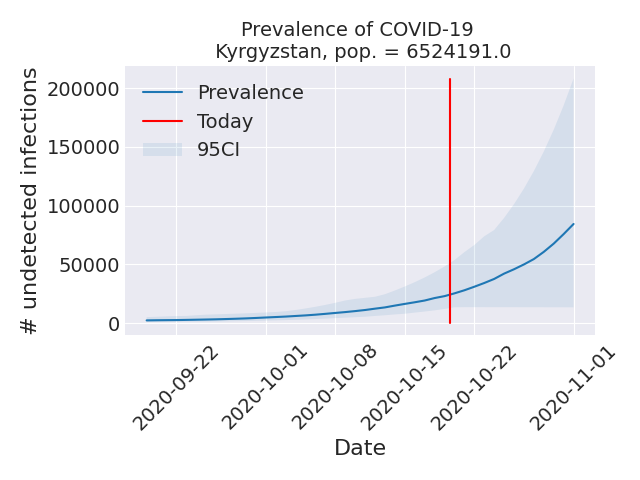 Prevalence of COVID-19
Kyrgyzstan, pop. = 6524191.0
Prevalence
Today
95CI
# undetected infections
200000
150000
100000
50000
0
2020-09-22
2020-10-01
2020-10-08
2020-10-15
2020-10-22
2020-11-01
Date